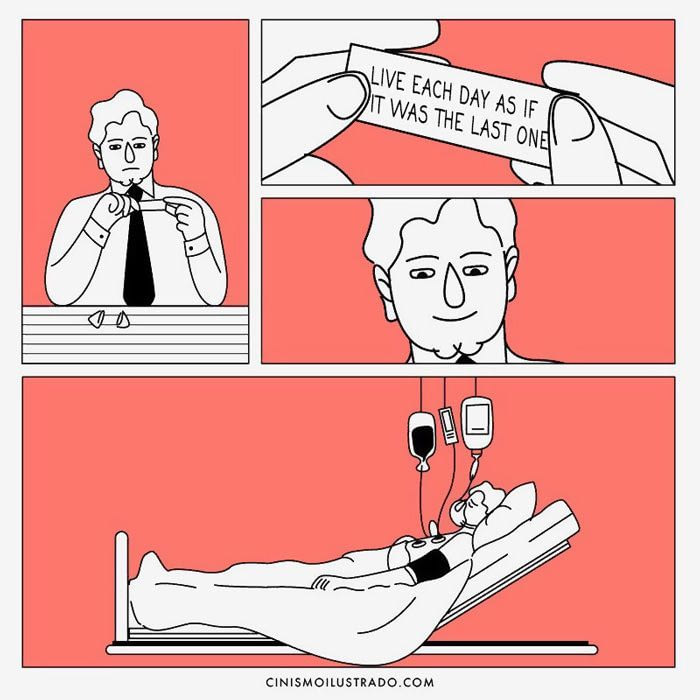 LIVE EACH DAY AS IF
IT WAS THE LAST ONE
CINISMOILUSTRADO.COM